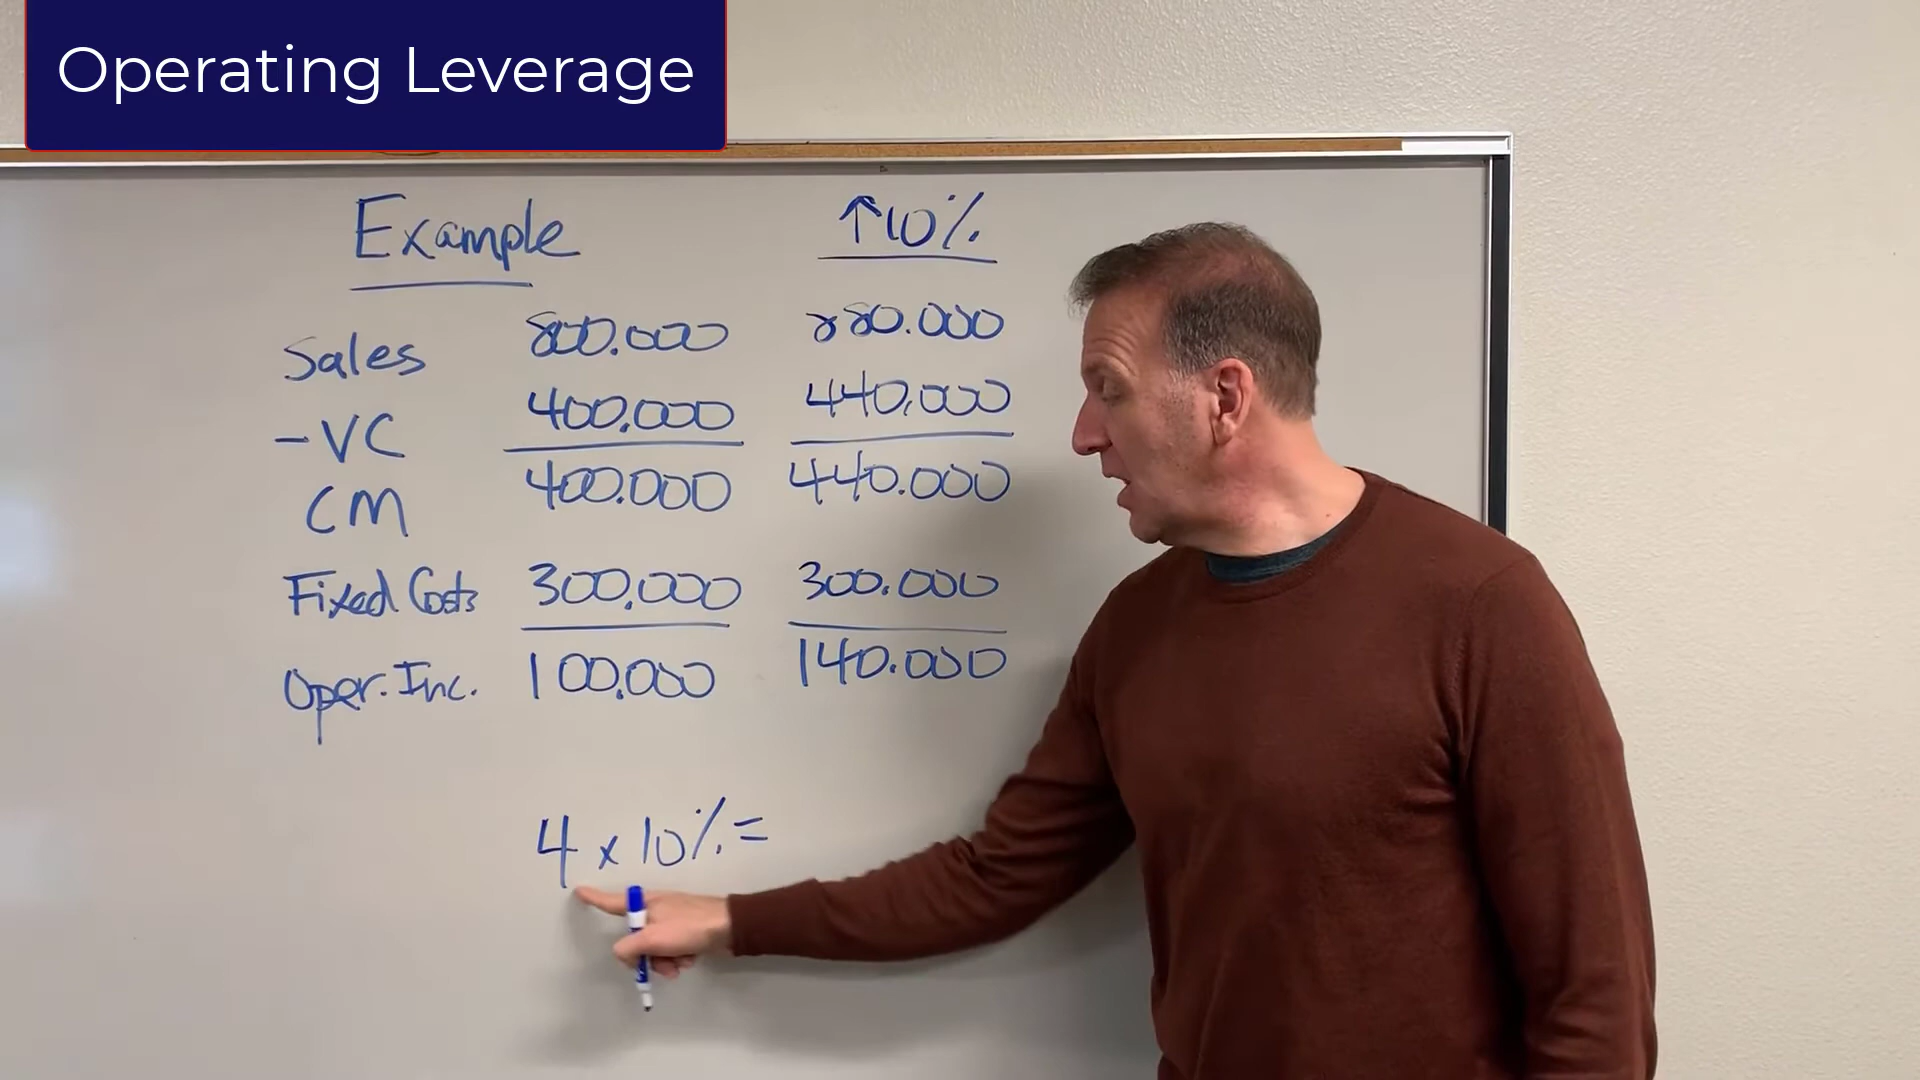 Operating Leverage
Example ↑10%
Sales 800.000 880.000
-VC 400.000 440,000
CM 400.000 440.000
Fixed Costs 300,000 300.000
Oper. Inc. 100.000 140.000
4 x 10% =